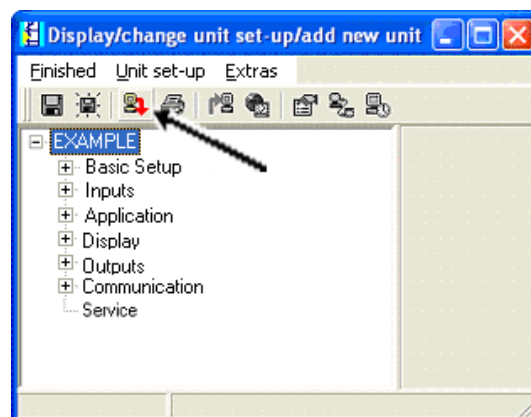 Display/change unit set-up/add new unit
Finished Unit set-up Extras
EXAMPLE
Basic Setup
Inputs
Application
Display
Outputs
Communication
Service